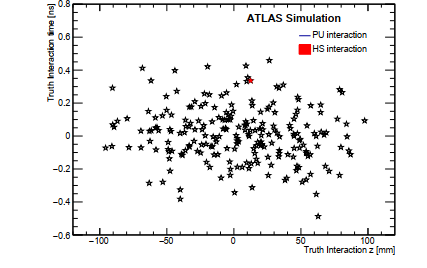 0.8
0.6
0.4
0.2
0
−0.2
−0.4
−0.6
Truth Interaction time [ns]
ATLAS Simulation
PU interaction
HS interaction
−100 −50 0 50 100
Truth Interaction z [mm]